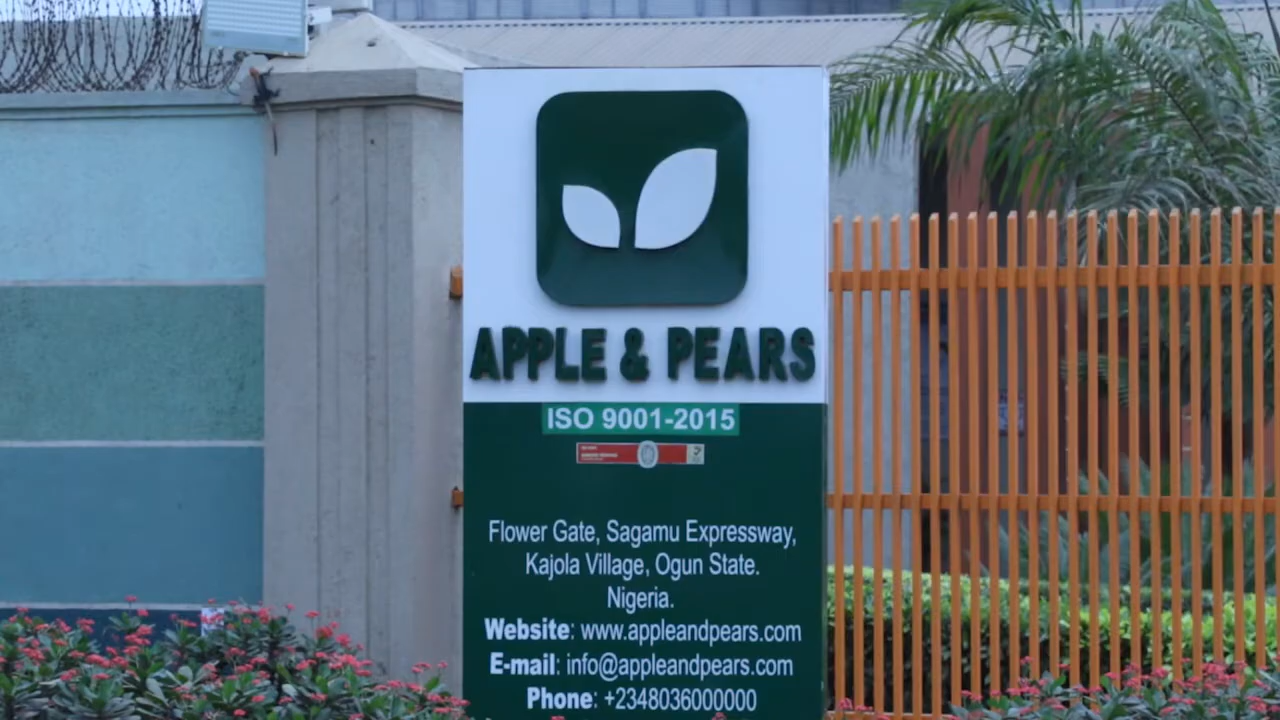 APPLE & PEARS
ISO 9001-2015
Flower Gate, Sagamu Expressway,
Kajola Village, Ogun State.
Nigeria.
Website: www.appleandpears.com
E-mail: info@appleandpears.com
Phone: +2348036000000